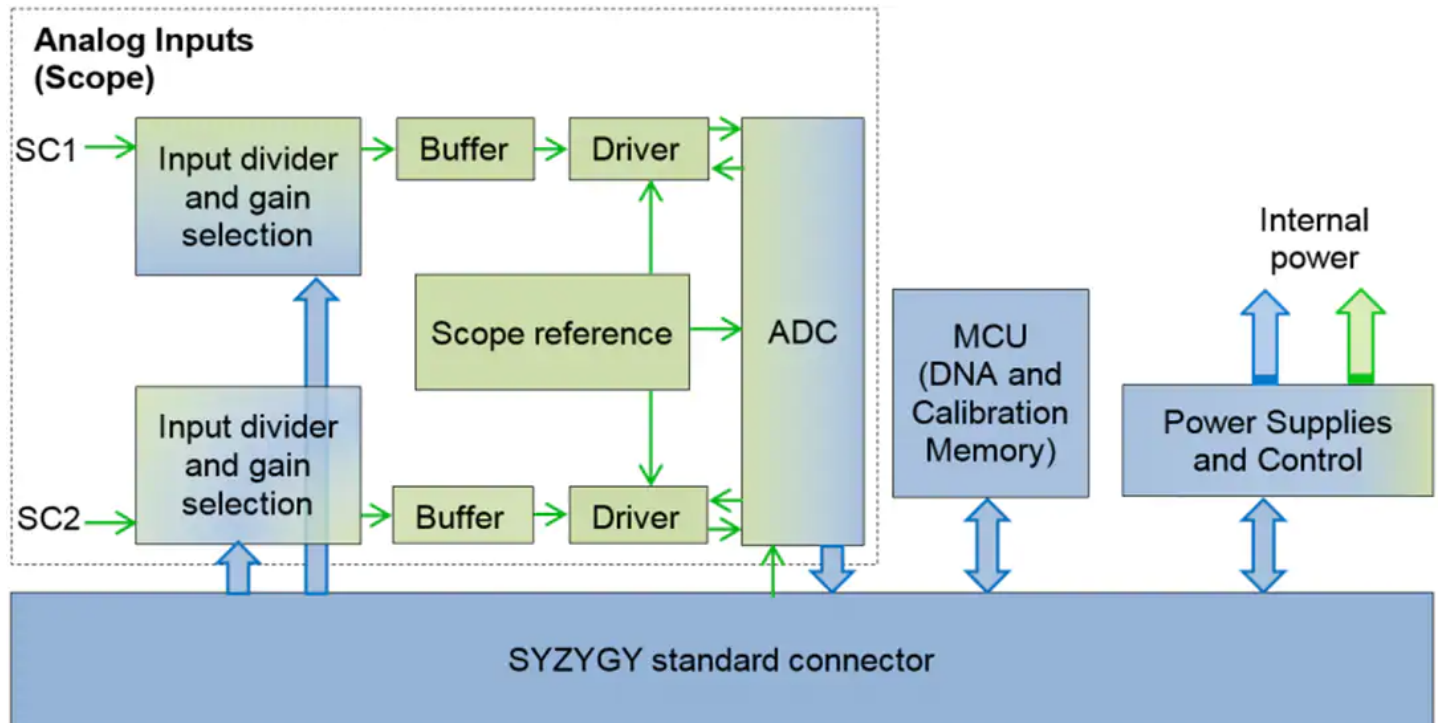 Analog Inputs
(Scope)
SC1
Input divider
and gain
selection
Buffer
Driver
Scope reference
ADC
Input divider
and gain
selection
SC2
Buffer
Driver
MCU
(DNA and
Calibration
Memory)
Internal
power
Power Supplies
and Control
SYZYGY standard connector